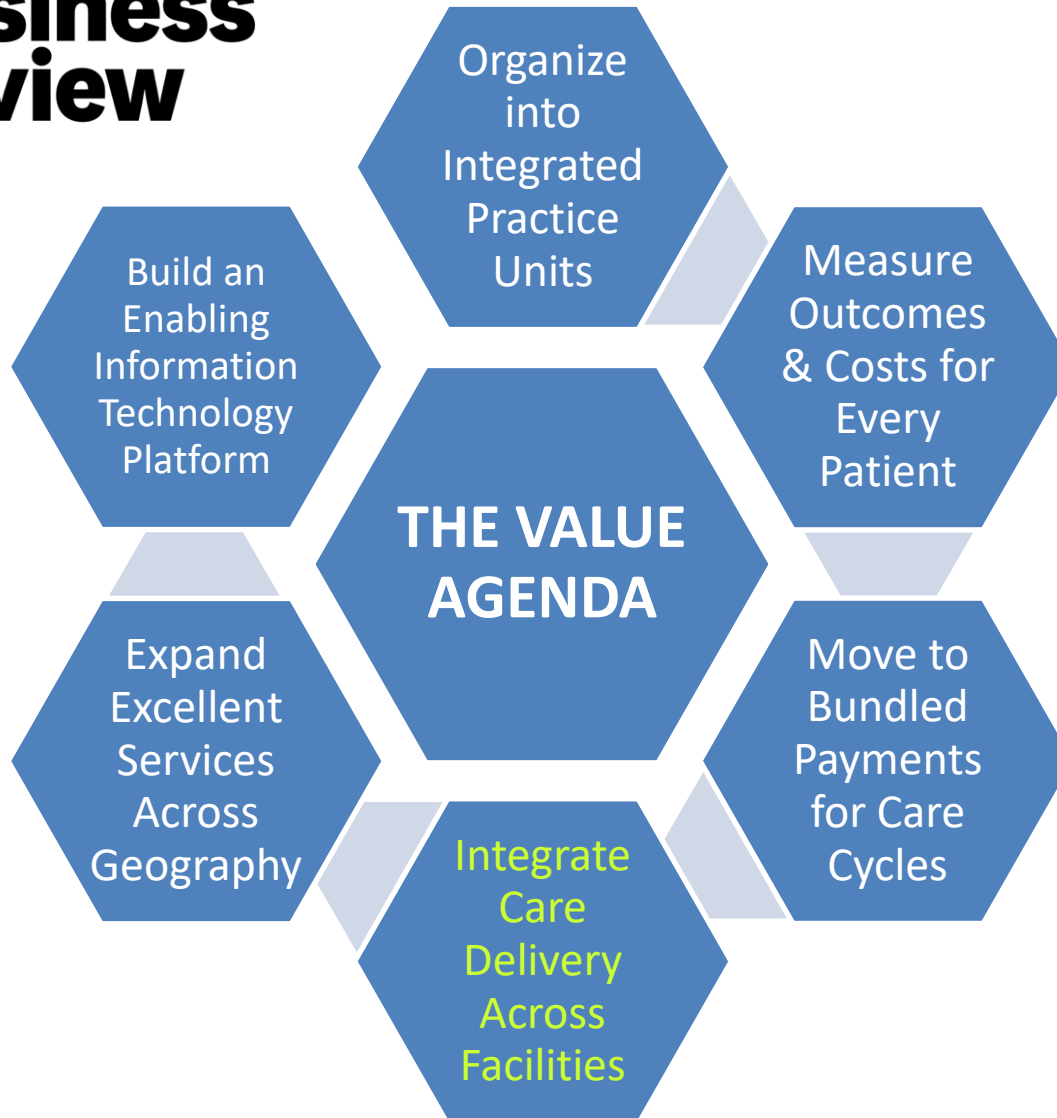 siness
view
Organize
into
Integrated
Practice
Units
Measure
Outcomes
& Costs for
Every
Patient
Move to
Bundled
Payments
for Care
Cycles
Integrate
Care
Delivery
Across
Facilities
Expand
Excellent
Services
Across
Geography
Build an
Enabling
Information
Technology
Platform
THE VALUE
AGENDA